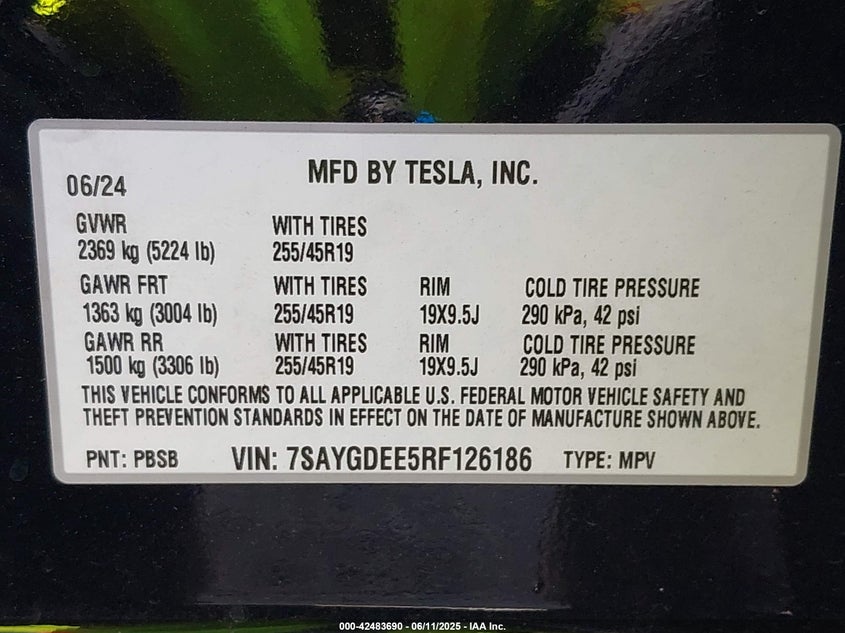 MFD BY TESLA, INC.
06/24
GVWR WITH TIRES
2369 kg (5224 lb) 255/45R19
GAWR FRT WITH TIRES RIM COLD TIRE PRESSURE
1363 kg (3004 lb) 255/45R19 19X9.5J 290 kPa, 42 psi
GAWR RR WITH TIRES RIM COLD TIRE PRESSURE
1500 kg (3306 lb) 255/45R19 19X9.5J 290 kPa, 42 psi
THIS VEHICLE CONFORMS TO ALL APPLICABLE U.S. FEDERAL MOTOR VEHICLE SAFETY AND
THEFT PREVENTION STANDARDS IN EFFECT ON THE DATE OF MANUFACTURE SHOWN ABOVE.
PNT: PBSB VIN: 7SAYGDEE5RF126186 TYPE: MPV
000-42483690 - 06/11/2025 - IAA Inc.